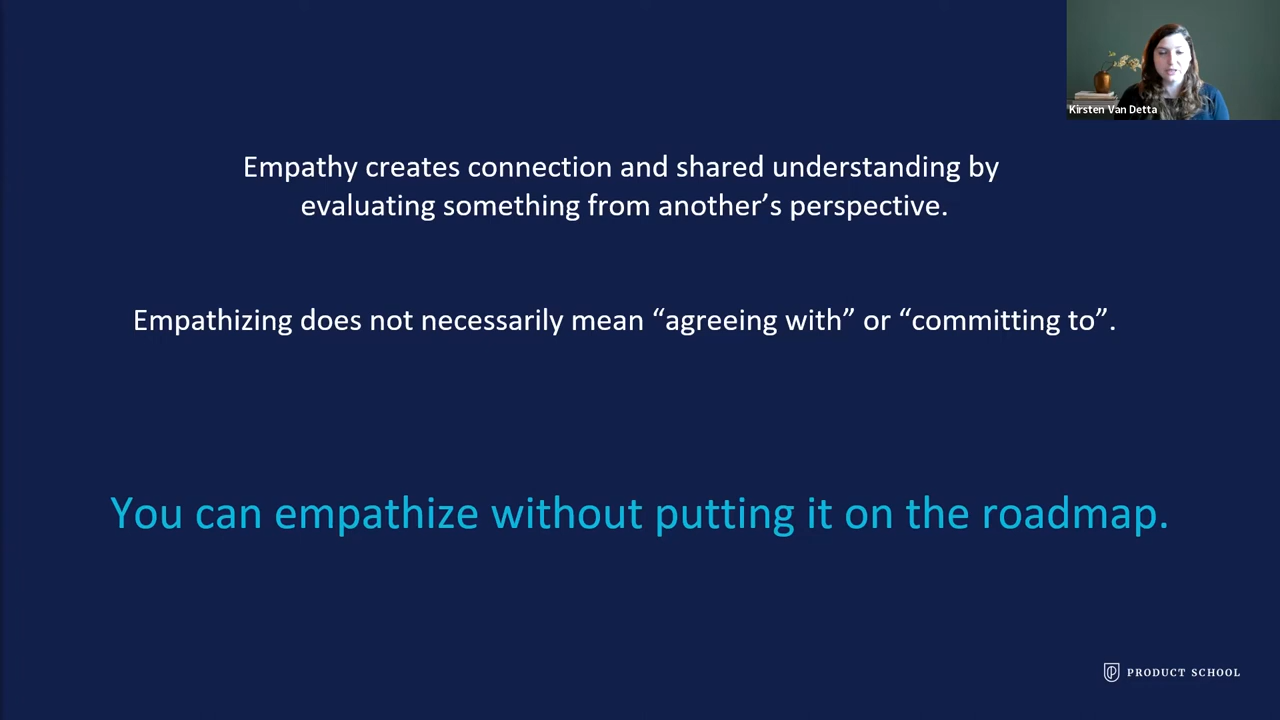 Kirsten Van Detta
Empathy creates connection and shared understanding by
evaluating something from another’s perspective.
Empathizing does not necessarily mean “agreeing with” or “committing to”.
You can empathize without putting it on the roadmap.
PRODUCT SCHOOL